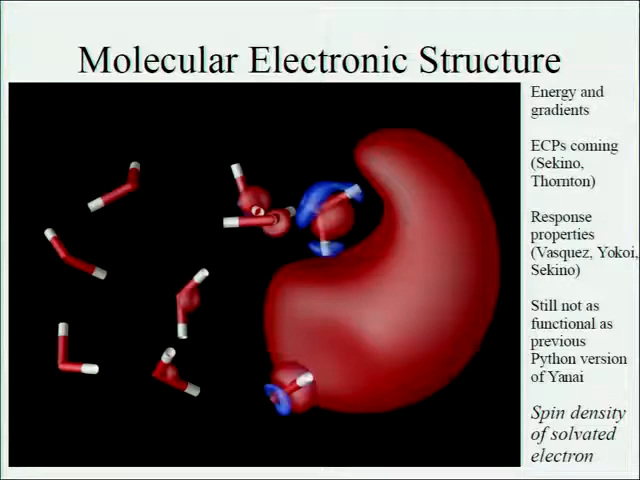 Molecular Electronic Structure
Energy and
gradients
ECPs coming
(Sekino,
Thornton)
Response
properties
(Vasquez, Yokoi,
Sekino)
Still not as
functional as
previous
Python version
of Yanai
Spin density
of solvated
electron